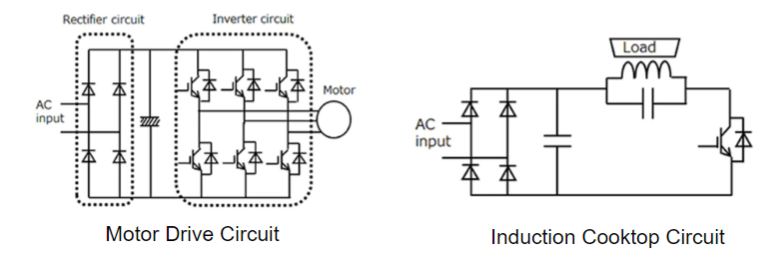 Rectifier circuit
Inverter circuit
AC
input
Motor
Motor Drive Circuit
Load
AC
input
Induction Cooktop Circuit